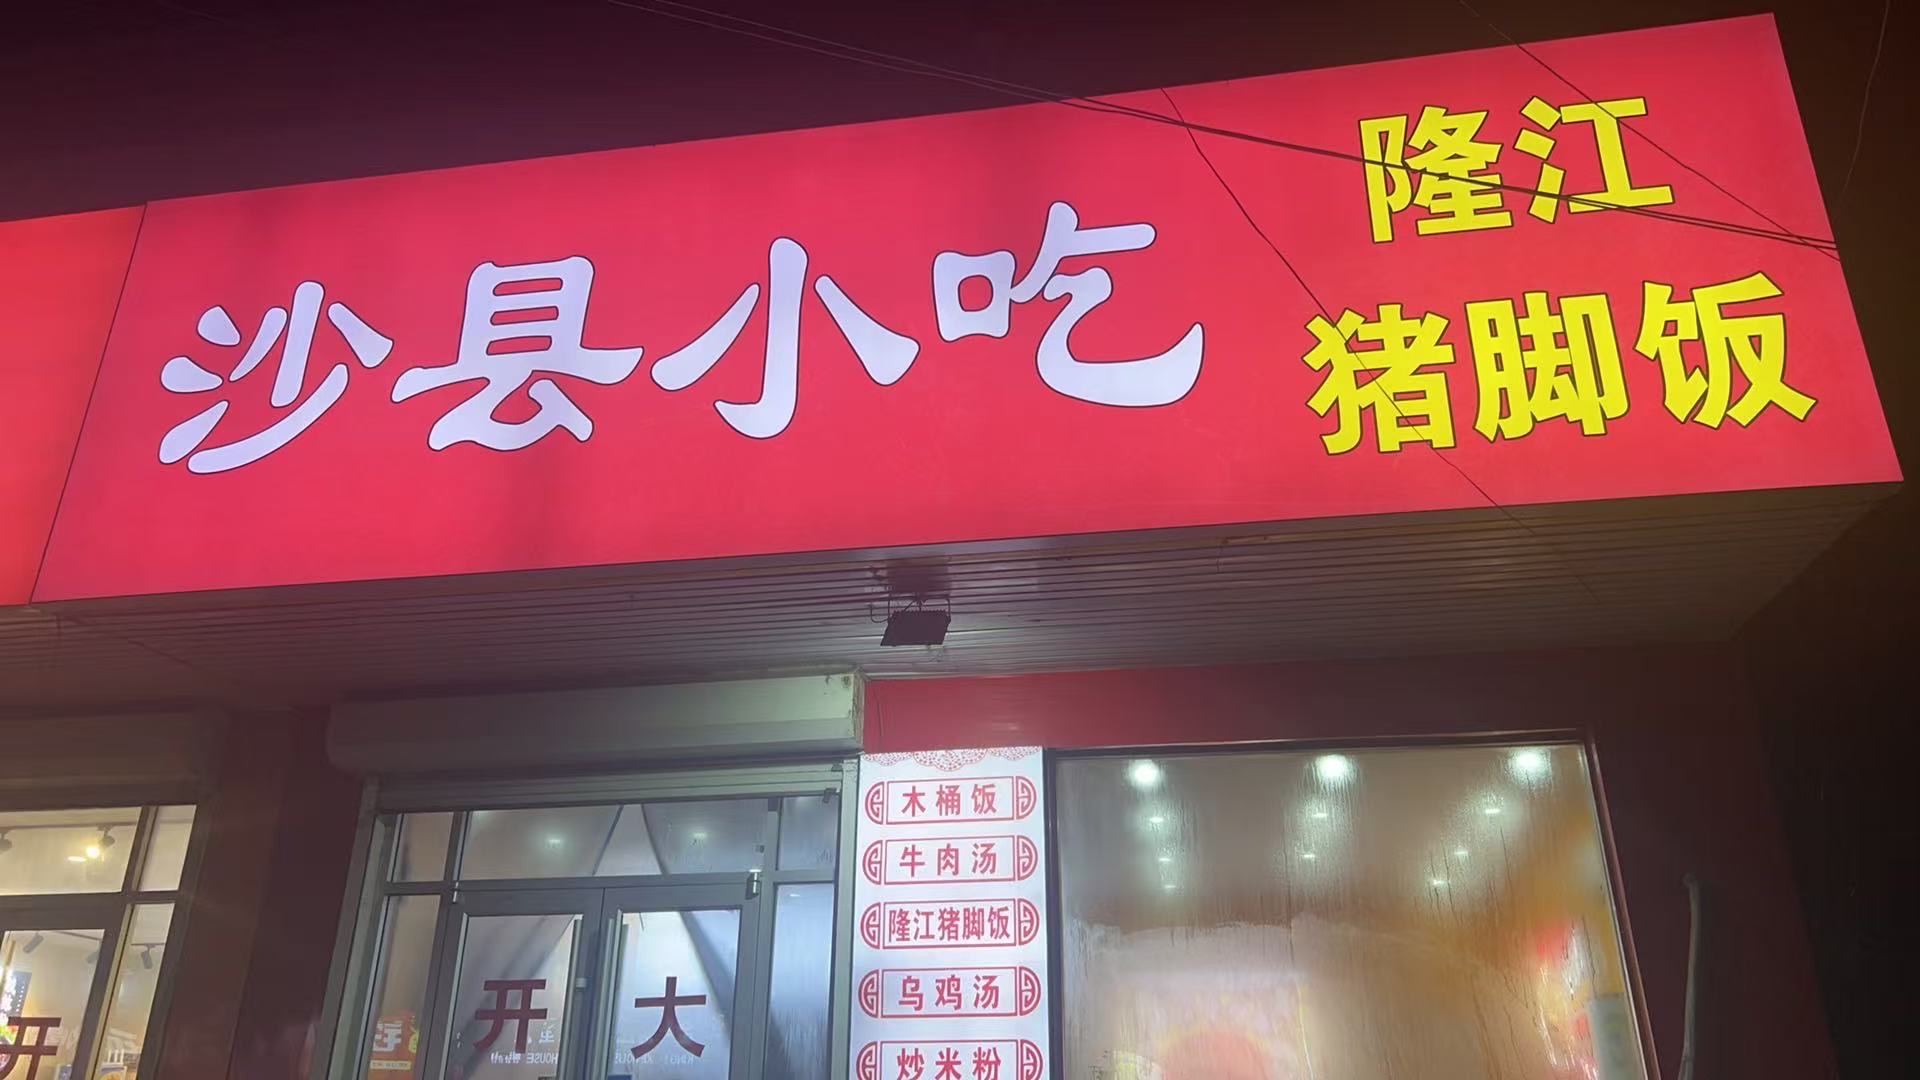 沙县小吃
隆江
猪脚饭
木桶饭
牛肉汤
隆江猪脚饭
乌鸡汤
炒米粉
开 大
开